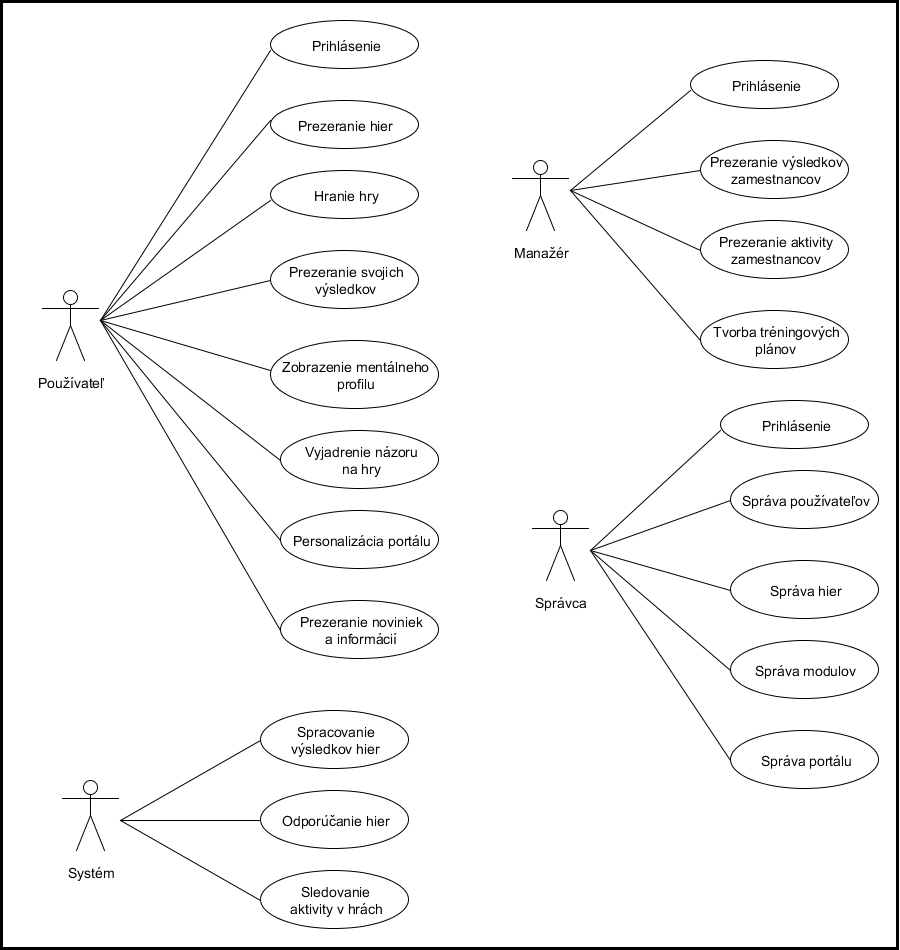 Prihlásenie
Prezeranie hier
Hranie hry
Prezeranie svojich
výsledkov
Používateľ
Zobrazenie mentálneho
profilu
Vyjadrenie názoru
na hry
Personalizácia portálu
Prezeranie noviniek
a informácií
Prihlásenie
Prezeranie výsledkov
zamestnancov
Manažér
Prezeranie aktivity
zamestnancov
Tvorba tréningových
plánov
Prihlásenie
Správa používateľov
Správca
Správa hier
Správa modulov
Správa portálu
Spracovanie
výsledkov hier
Odporúčanie hier
Systém
Sledovanie
aktivity v hrách